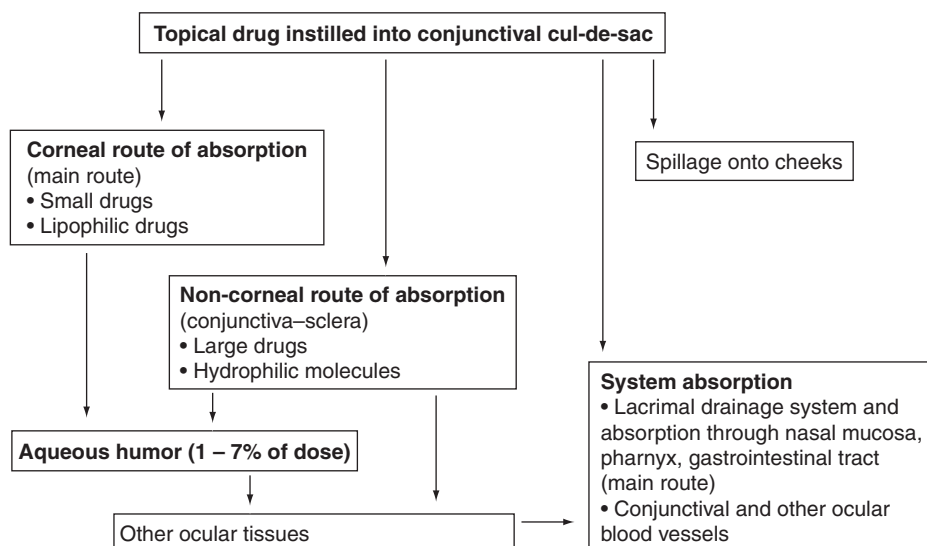 Topical drug instilled into conjunctival cul-de-sac
Corneal route of absorption
(main route)
• Small drugs
• Lipophilic drugs
Spillage onto cheeks
Non-corneal route of absorption
(conjunctiva–sclera)
• Large drugs
• Hydrophilic molecules
System absorption
• Lacrimal drainage system and
absorption through nasal mucosa,
pharnyx, gastrointestinal tract
(main route)
• Conjunctival and other ocular
blood vessels
Aqueous humor (1 – 7% of dose)
Other ocular tissues